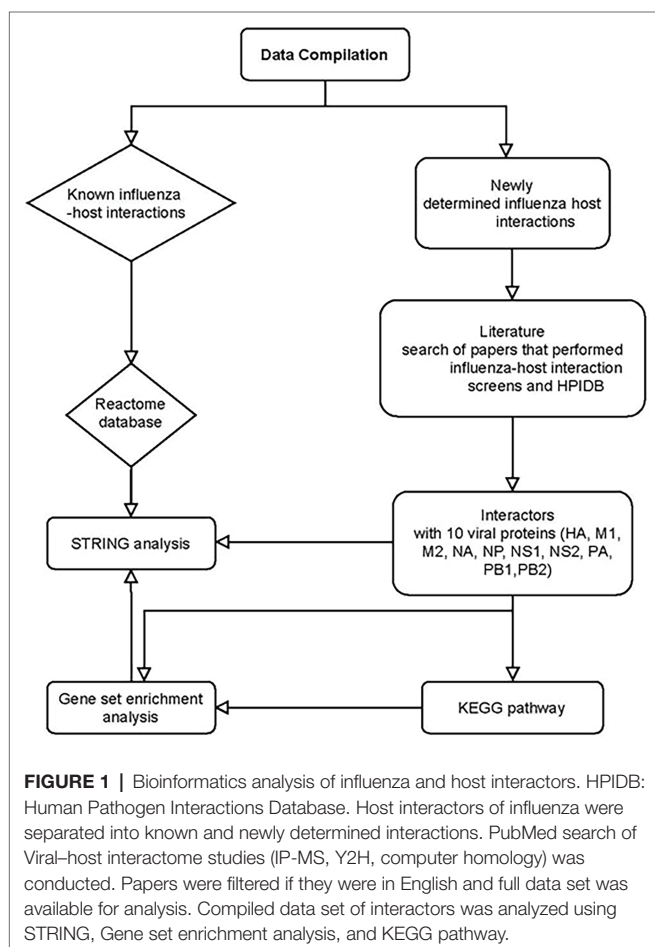 Data Compilation
Known influenza
-host interactions
Newly
determined influenza host
interactions
Literature
search of papers that performed
influenza-host interaction
screens and HPIDB
Reactome
database
Interactors
with 10 viral proteins (HA, M1,
M2, NA, NP, NS1, NS2, PA,
PB1,PB2)
STRING analysis
Gene set enrichment
analysis
KEGG pathway
FIGURE 1 | Bioinformatics analysis of influenza and host interactors. HPIDB:
Human Pathogen Interactions Database. Host interactors of influenza were
separated into known and newly determined interactions. PubMed search of
Viral–host interactome studies (IP-MS, Y2H, computer homology) was
conducted. Papers were filtered if they were in English and full data set was
available for analysis. Compiled data set of interactors was analyzed using
STRING, Gene set enrichment analysis, and KEGG pathway.